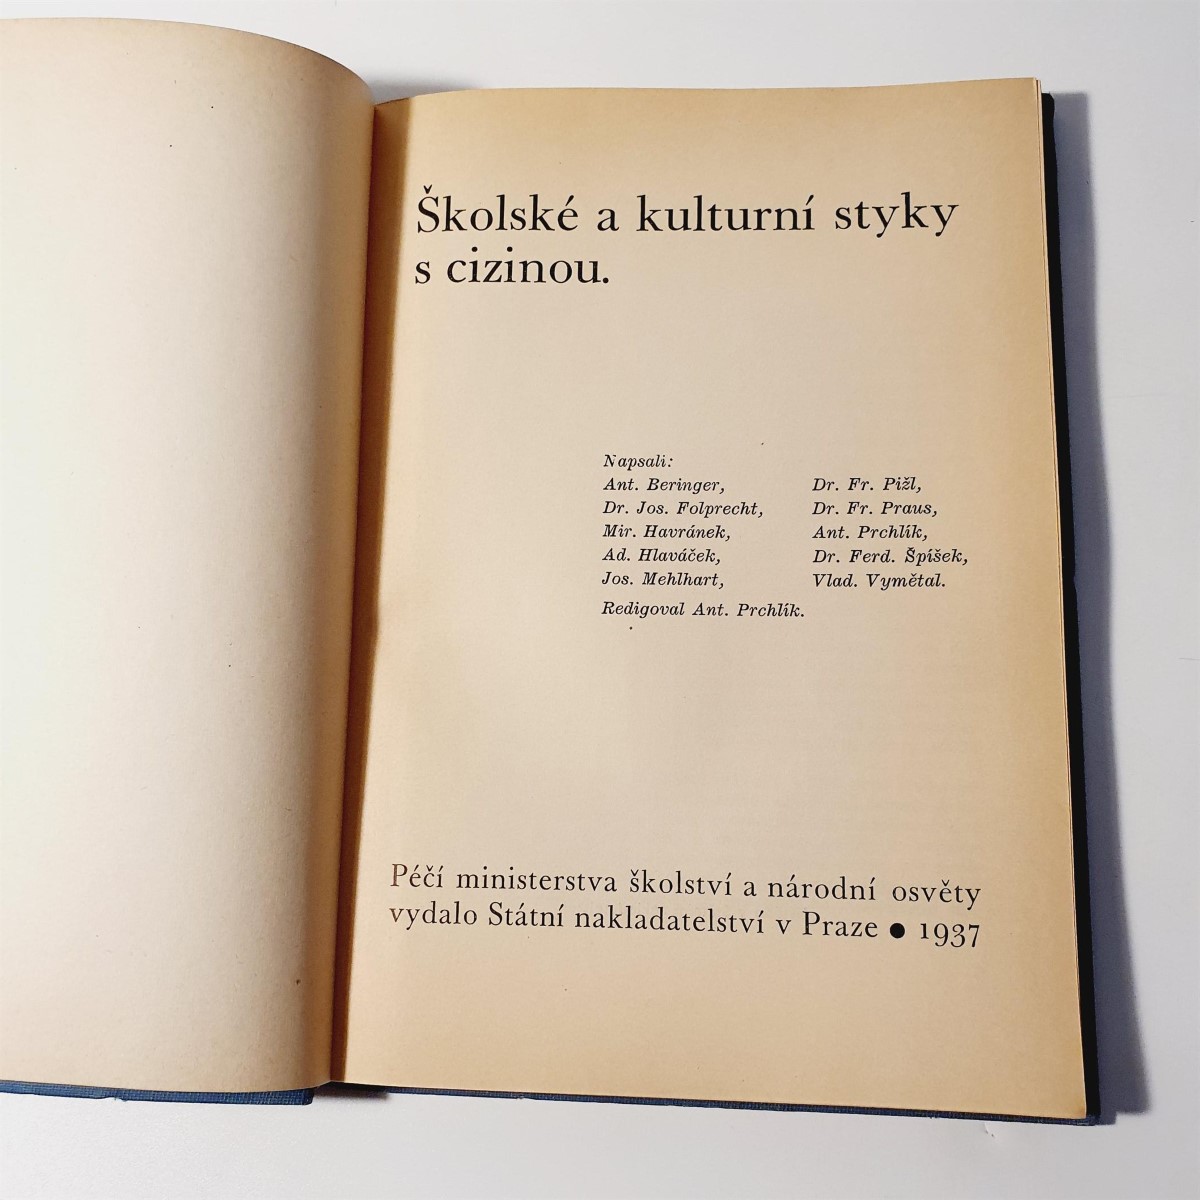 Školské a kulturní styky
s cizinou.
Napsali:
Ant. Beringer,
Dr. Jos. Folprecht,
Mir. Havránek,
Ad. Hlaváček,
Jos. Mehlhart,
Dr. Fr. Pižl,
Dr. Fr. Praus,
Ant. Prchlík,
Dr. Ferd. Špíšek,
Vlad. Vymětal.
Redigoval Ant. Prchlík.
Péčí ministerstva školství a národní osvěty
vydalo Státní nakladatelství v Praze ● 1937